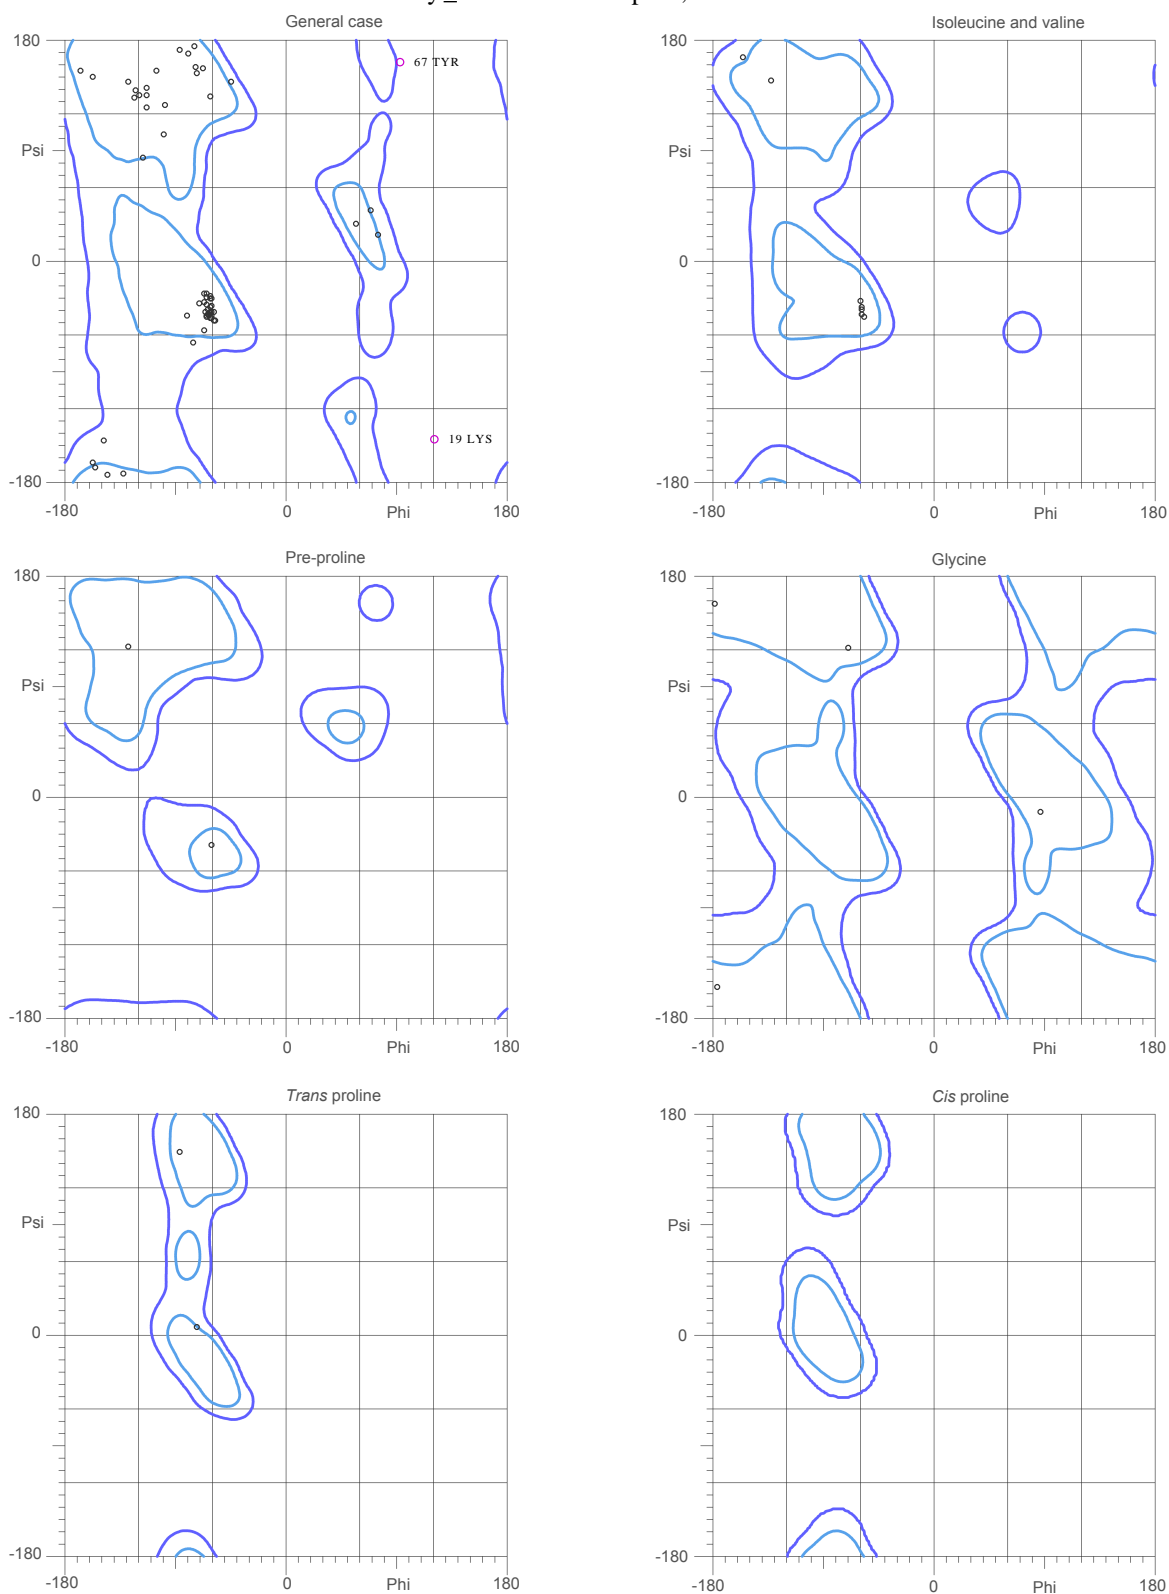 General case
Isoleucine and valine
180
67 TYR
Psi
0
19 LYS
-180
-180
0
Phi
180
180
Psi
0
-180
-180
0
Phi
180
Pre-proline
Glycine
180
Psi
0
-180
-180
0
Phi
180
180
Psi
0
-180
-180
0
Phi
180
Trans proline
Cis proline
180
Psi
0
-180
-180
0
Phi
180
180
Psi
0
-180
-180
0
Phi
180